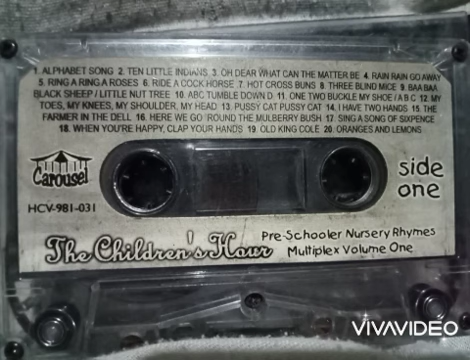 1. ALPHABET SONG 2. TEN LITTLE INDIANS 3. OH DEAR WHAT CAN THE MATTER BE 4. RAIN RAIN GO AWAY
5. RING A RING A ROSES 6. RIDE A COCK HORSE 7. HOT CROSS BUNS 8. THREE BLIND MICE 9. BAA BAA
BLACK SHEEP / LITTLE NUT TREE 10. ABC TUMBLE DOWN D 11. ONE TWO BUCKLE MY SHOE / A B C 12. MY
TOES, MY KNEES, MY SHOULDER, MY HEAD 13. PUSSY CAT PUSSY CAT 14. I HAVE TWO HANDS 15. THE
FARMER IN THE DELL 16. HERE WE GO 'ROUND THE MULBERRY BUSH 17. SING A SONG OF SIXPENCE
18. WHEN YOU'RE HAPPY, CLAP YOUR HANDS 19. OLD KING COLE 20. ORANGES AND LEMONS
Carousel
side
one
HCV-981-031
The Children's Hour
Pre-Schooler Nursery Rhymes
Multiplex Volume One
VIVAVIDEO